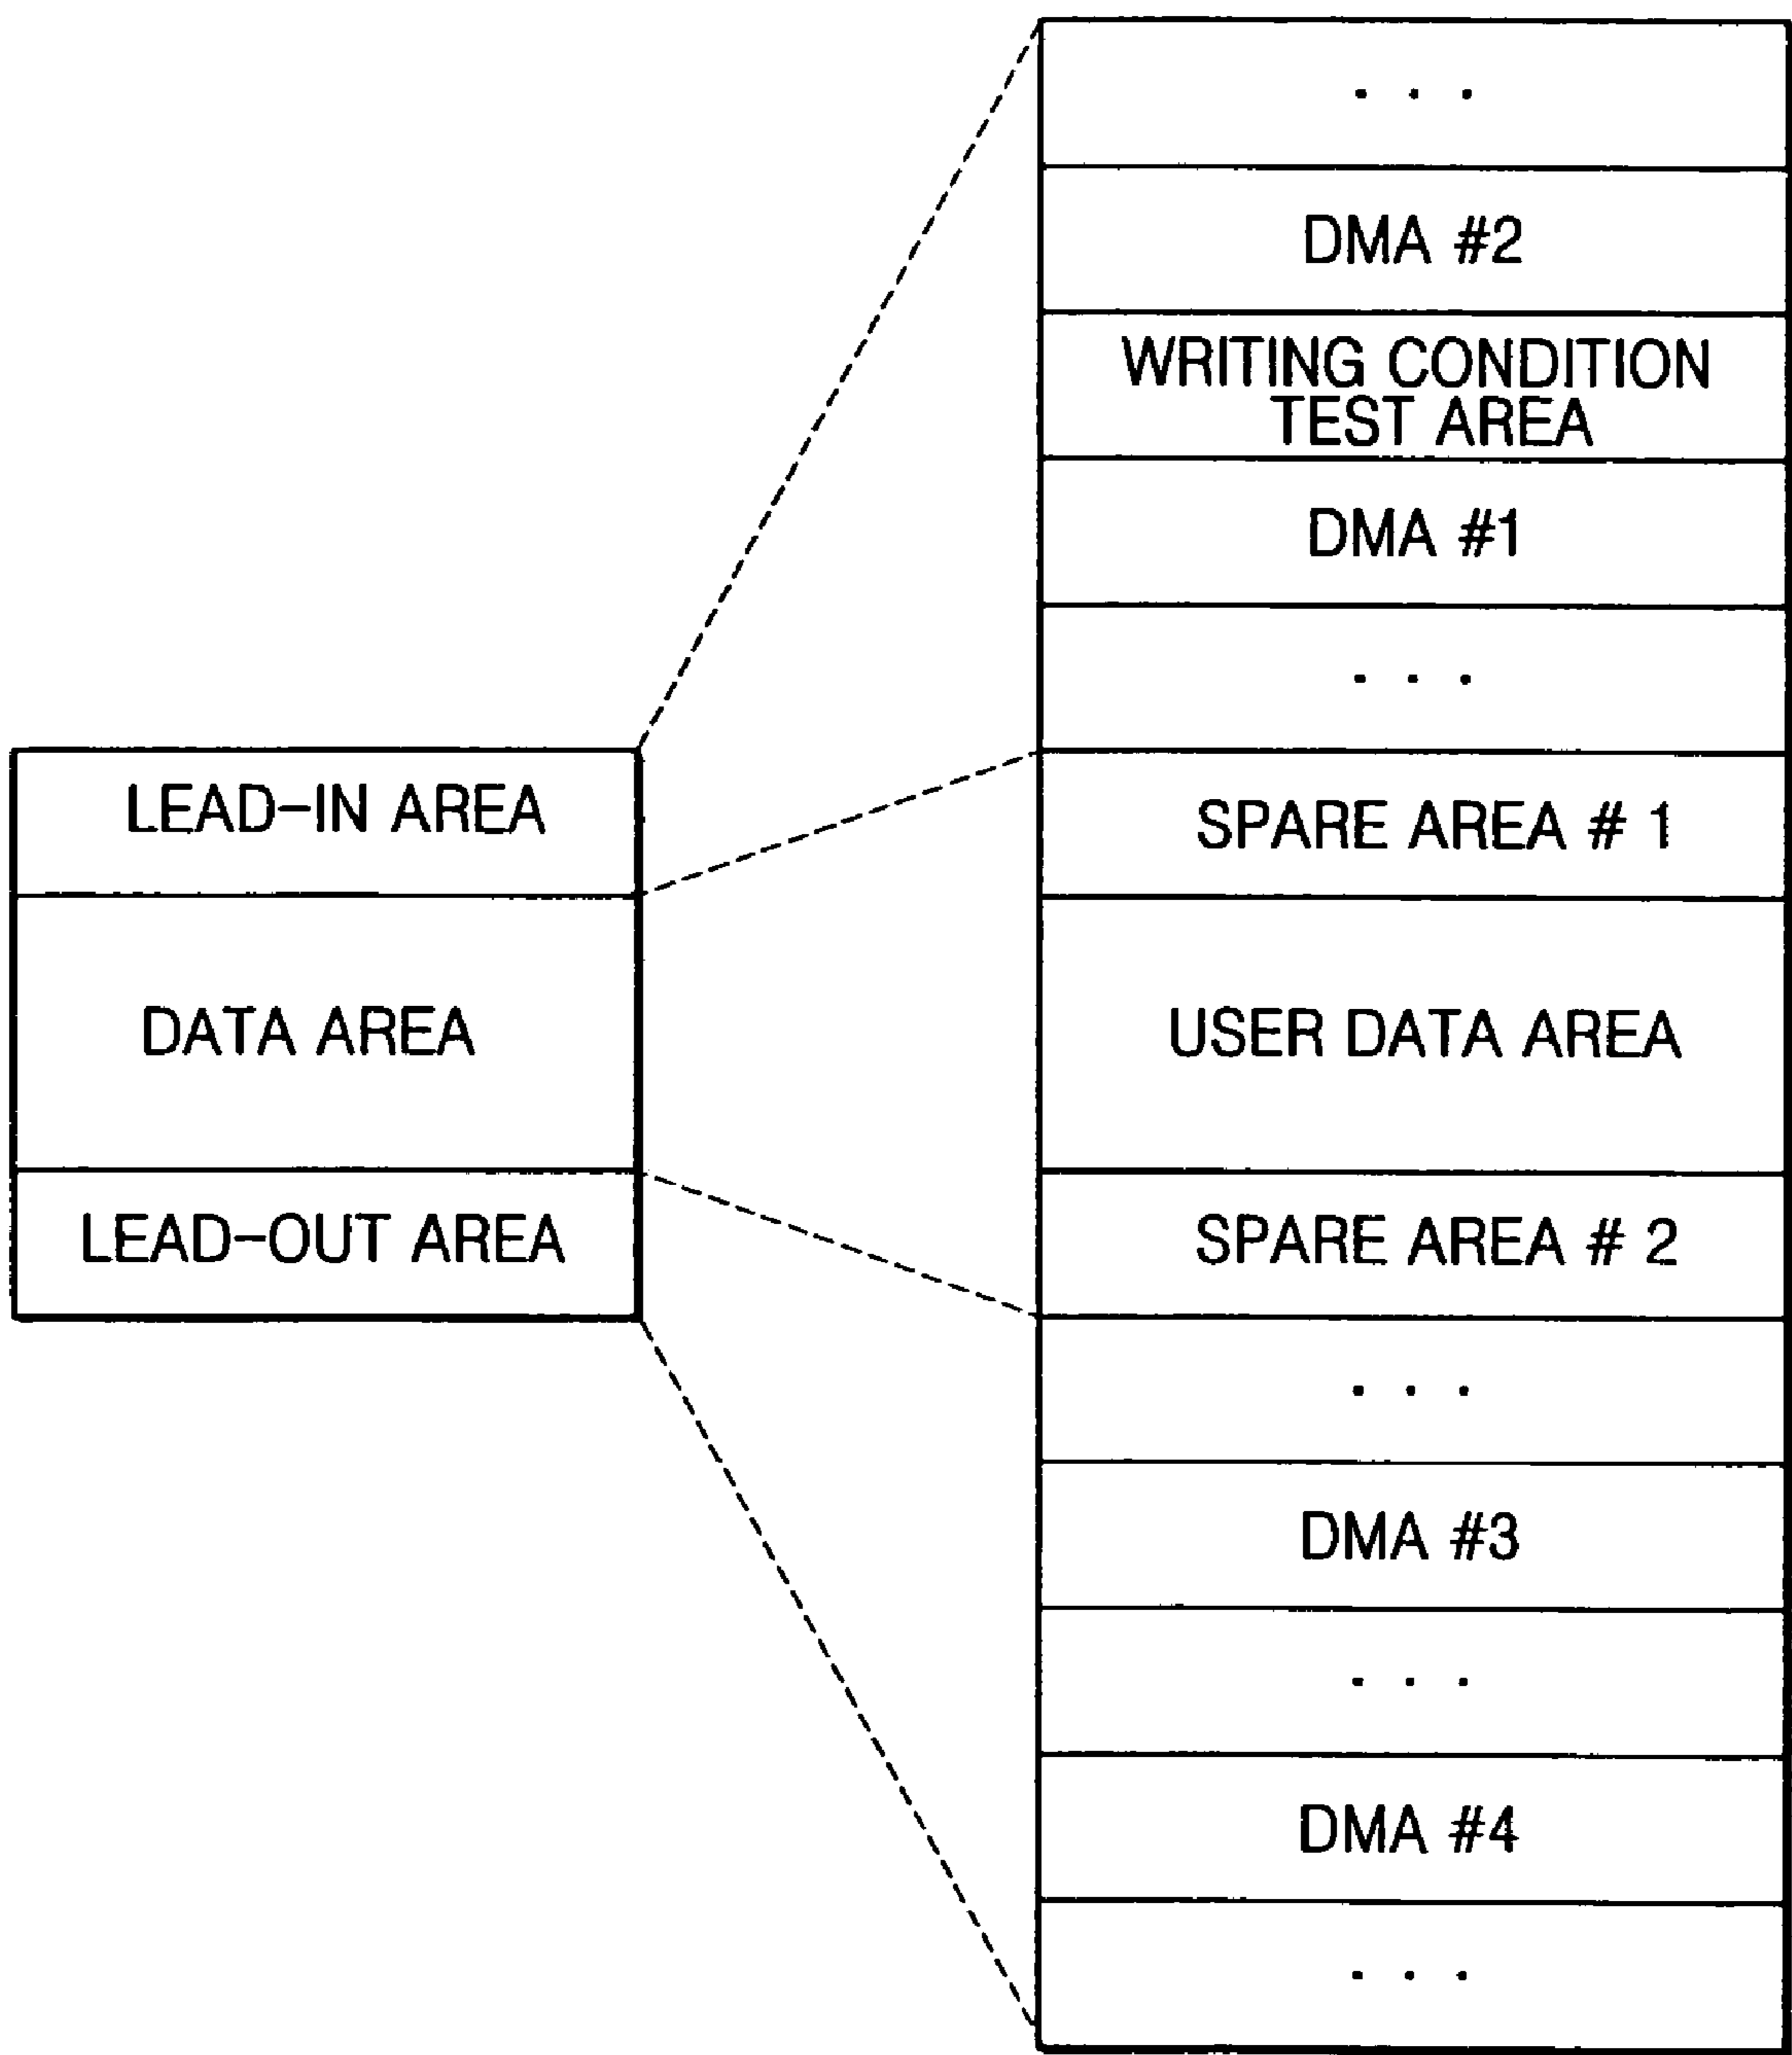 LEAD-IN AREA
DATA AREA
LEAD-OUT AREA
. . .
DMA #2
WRITING CONDITION
TEST AREA
DMA #1
. . .
SPARE AREA # 1
USER DATA AREA
SPARE AREA # 2
. . .
DMA #3
. . .
DMA #4
. . .